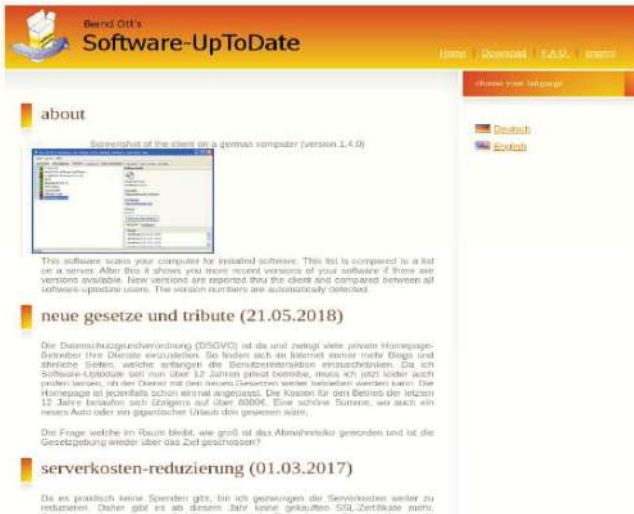 Bernd Ott's
Software-UpToDate
Home | Download | F.A.Q. | Imprint
choose your language
Deutsch
English
about
Screenshot of the client on a german computer (version 1.4.0)
This software scans your computer for installed software. This list is compared to a list
on a server. After this it shows you more recent versions of your software if there are
versions available. New versions are reported thru the client and compared between all
software-uptodate users. The version numbers are automatically detected.
neue gesetze und tribute (21.05.2018)
Die Datenschutzgrundverordnung (DSGVO) ist da und zwingt viele private Homepage-
Betreiber ihre Dienste einzustellen. So finden sich im Internet immer mehr Blogs und
ähnliche Seiten, welche anfangen die Benutzerinteraktion einzuschränken. Da ich
Software-Uptodate seit nun über 12 Jahren privat betreibe, muss ich jetzt leider auch
prüfen lassen, ob der Dienst mit den neuen Gesetzen weiter betrieben werden kann. Die
Homepage ist jedenfalls schon einmal angepasst. Die Kosten für den Betrieb der letzten
12 Jahre belaufen sich übrigens auf über 8000€. Eine schöne Summe, wo auch ein
neues Auto oder ein gigantischer Urlaub drin gewesen wäre.
Die Frage welche im Raum bleibt, wie groß ist das Abmahnrisiko geworden und ist die
Gesetzgebung wieder über das Ziel geschossen?
serverkosten-reduzierung (01.03.2017)
Da es praktisch keine Spenden gibt, bin ich gezwungen die Serverkosten weiter zu
reduzieren. Daher gibt es ab diesem Jahr keine gekauften SSL-Zertifikate mehr.